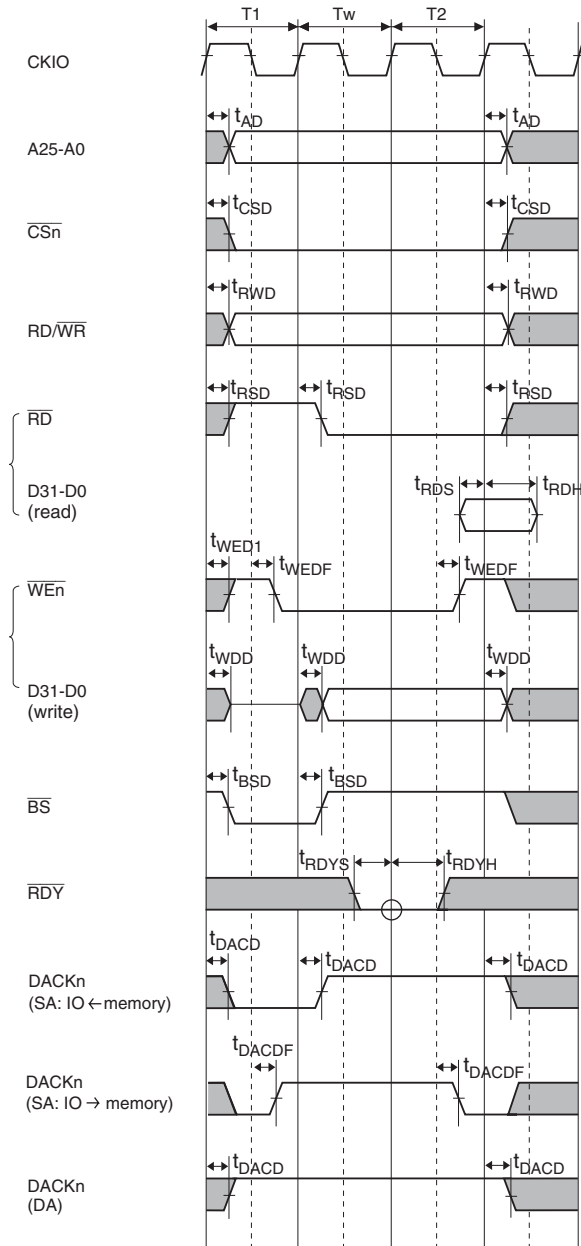 T1 Tw T2
CKIO
tAD tAD
A25-A0
tCSD tCSD
CSn
tRWD tRWD
RD/WR
tRSD tRSD tRSD
RD
D31-D0
(read)
tRDS tRDH
tWED1 tWEDF tWEDF
WEn
tWDD tWDD tWDD
D31-D0
(write)
tBSD tBSD
BS
tRDYS tRDYH
RDY
tDACD tDACD tDACD
DACKn
(SA: IO ← memory)
tDACDF tDACDF
DACKn
(SA: IO → memory)
tDACD tDACD
DACKn
(DA)